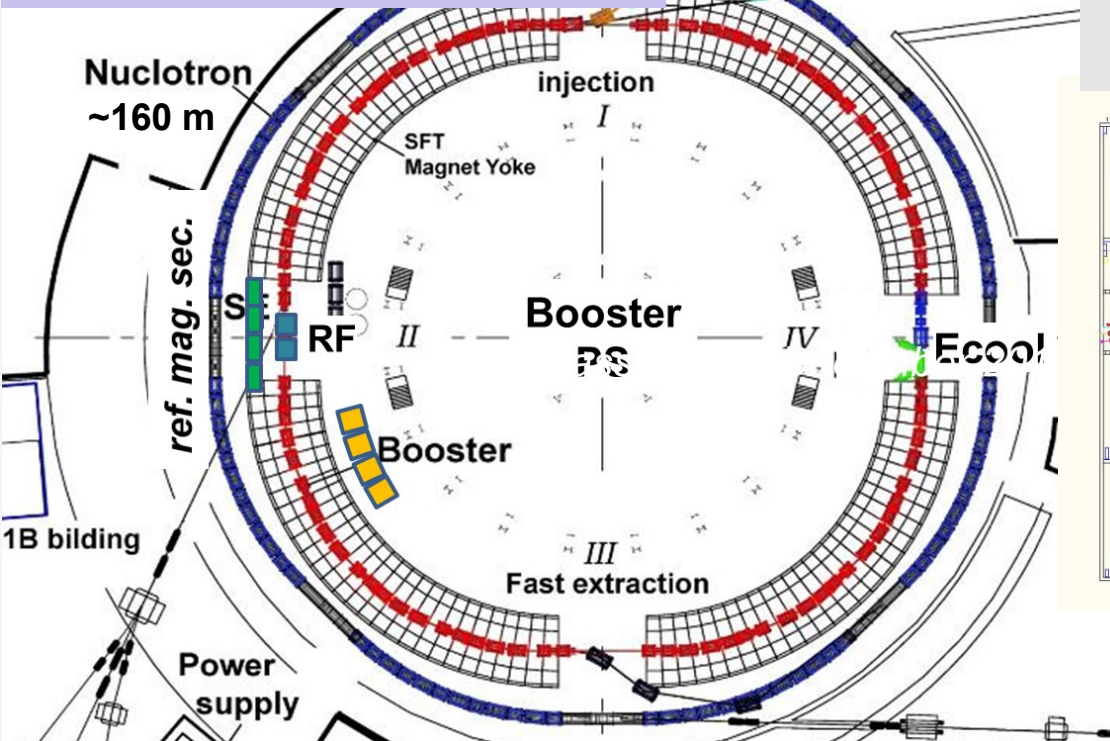 Nuclotron
~160 m
injection
I
SFT
Magnet Yoke
ref. mag. sec.
RF
II
Booster
IV
Ecool
Booster
1B bilding
III
Fast extraction
Power
supply